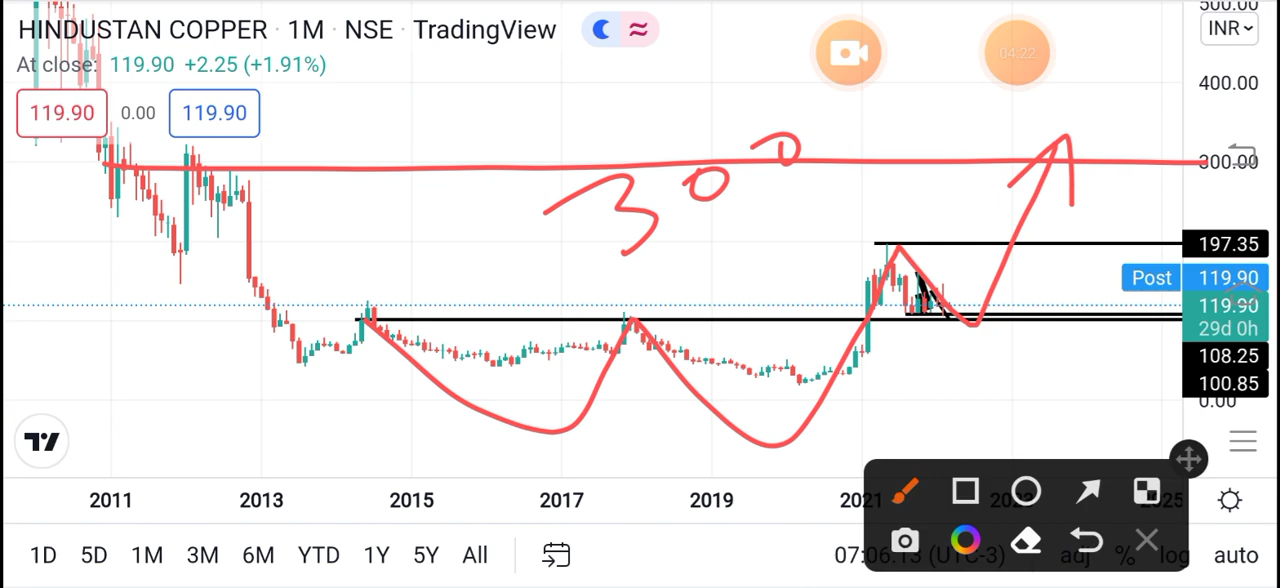 500.00
HINDUSTAN COPPER · 1M · NSE · TradingView
INR
At close: 119.90 +2.25 (+1.91%)
04:22
400.00
119.90 0.00 119.90
300.00
300
197.35
Post 119.90
119.90
29d 0h
108.25
100.85
0.00
2011 2013 2015 2017 2019 2021 2025
1D 5D 1M 3M 6M YTD 1Y 5Y All
07:06:13 (UTC-3) adj % log auto